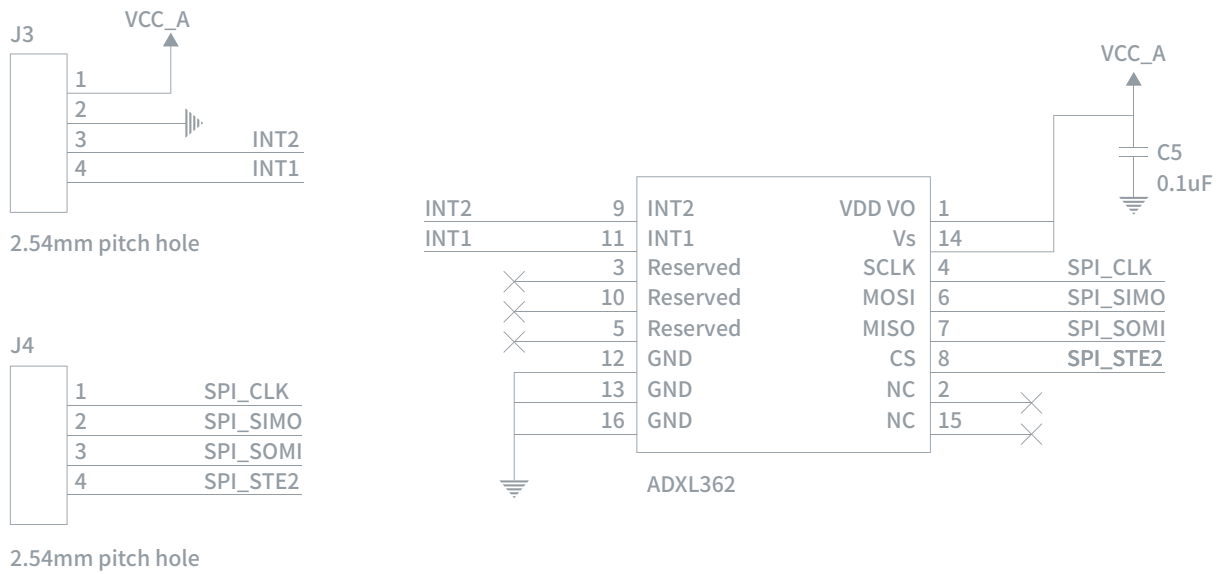 J3
VCC_A
1
2
3 INT2
4 INT1
2.54mm pitch hole
J4
1 SPI_CLK
2 SPI_SIMO
3 SPI_SOMI
4 SPI_STE2
2.54mm pitch hole
VCC_A
C5
0.1uF
INT2 9 INT2 VDD VO 1
INT1 11 INT1 Vs 14
3 Reserved SCLK 4 SPI_CLK
10 Reserved MOSI 6 SPI_SIMO
5 Reserved MISO 7 SPI_SOMI
12 GND CS 8 SPI_STE2
13 GND NC 2
16 GND NC 15
ADXL362